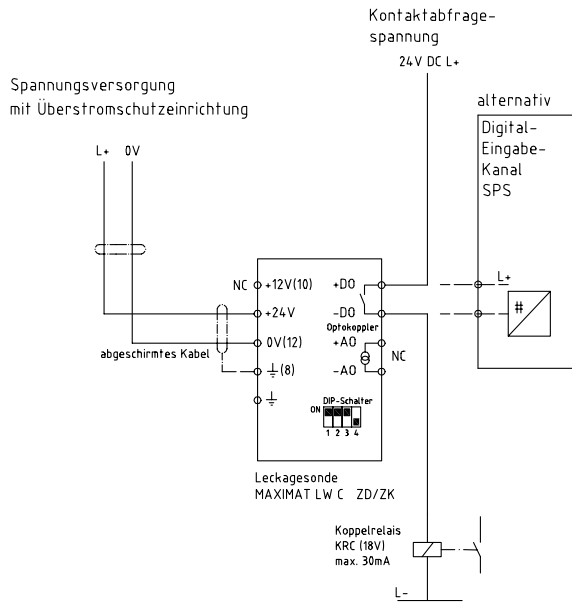 Kontaktabfrage-
spannung
24V DC L+
Spannungsversorgung
mit Überstromschutzeinrichtung
L+ 0V
alternativ
Digital-
Eingabe-
Kanal
SPS
L+
#
NC +12V(10) +DO
+24V -DO
Optokoppler
0V(12) +AO
abgeschirmtes Kabel
NC
(8) -AO
DIP-Schalter
ON
1 2 3 4
Leckagesonde
MAXIMAT LW C ZD/ZK
Koppelrelais
KRC (18V)
max. 30mA
L-